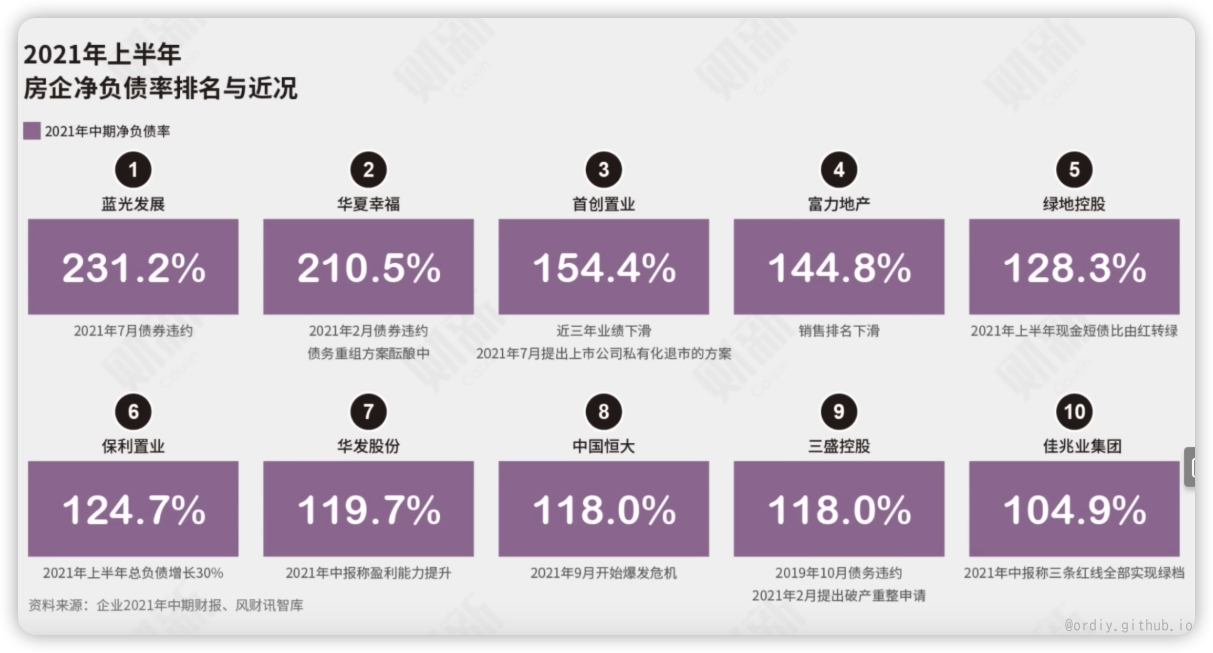 2021年上半年
房企净负债率排名与近况
2021年中期净负债率
1
蓝光发展
231.2%
2021年7月债券违约
2
华夏幸福
210.5%
2021年2月债券违约
债务重组方案酝酿中
3
首创置业
154.4%
近三年业绩下滑
2021年7月提出上市公司私有化退市的方案
4
富力地产
144.8%
销售排名下滑
5
绿地控股
128.3%
2021年上半年现金短债比由红转绿
6
保利置业
124.7%
2021年上半年总负债增长30%
7
华发股份
119.7%
2021年中报称盈利能力提升
8
中国恒大
118.0%
2021年9月开始爆发危机
9
三盛控股
118.0%
2019年10月债务违约
2021年2月提出破产重整申请
10
佳兆业集团
104.9%
2021年中报称三条红线全部实现绿档
资料来源：企业2021年中期财报、风财讯智库
@ordiy.github.io
财新
Caixin